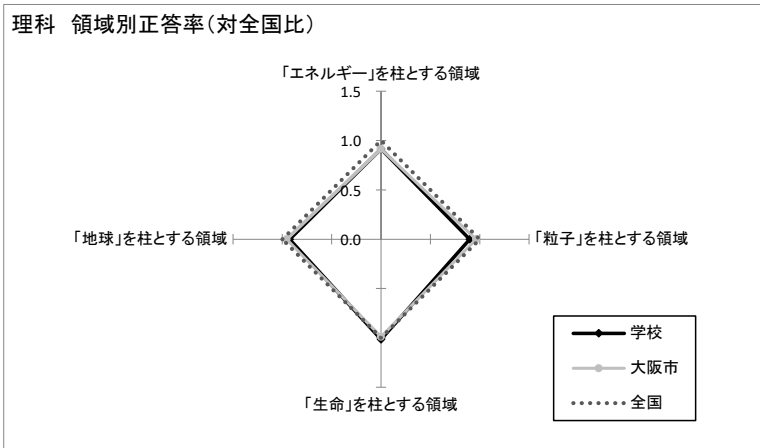 理科 領域別正答率(対全国比)
「エネルギー」を柱とする領域
1.5
1.0
0.5
0.0
「地球」を柱とする領域
「粒子」を柱とする領域
「生命」を柱とする領域
学校
大阪市
全国